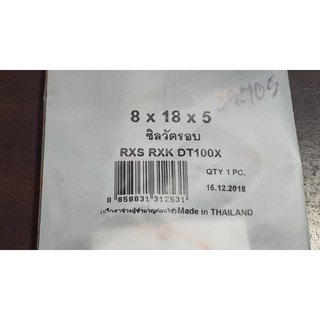 8 x 18 x 5
ซิลวัดรอบ
RXS RXK DT100X
QTY 1 PC.
16.12.2018
8 858831 312531
Made in THAILAND